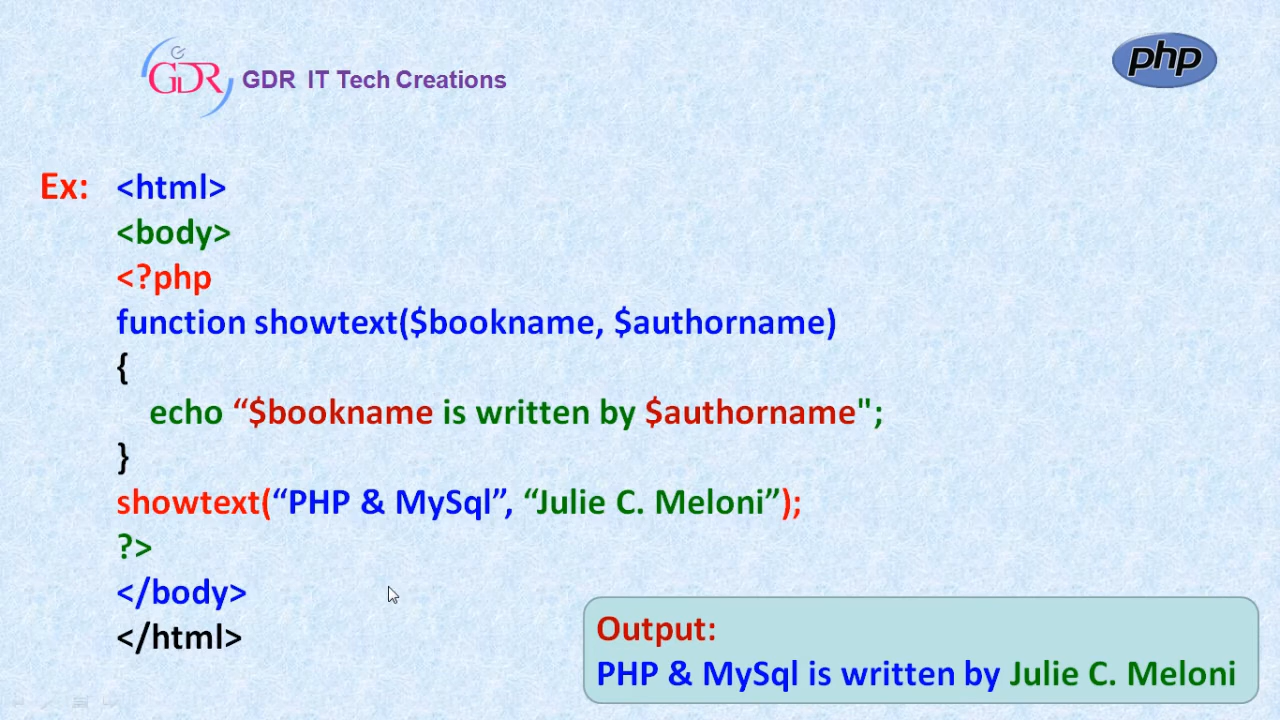 GDR GDR IT Tech Creations
php
Ex: <html>
<body>
<?php
function showtext($bookname, $authorname)
{
echo “$bookname is written by $authorname";
}
showtext(“PHP & MySql”, “Julie C. Meloni”);
?>
</body>
</html>
Output:
PHP & MySql is written by Julie C. Meloni